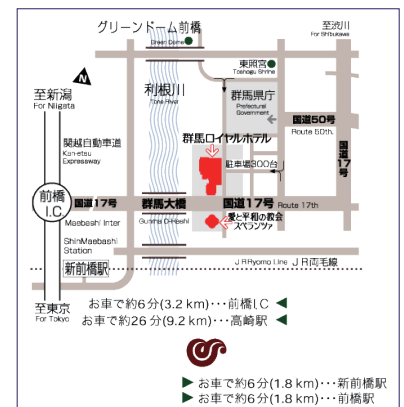 グリーンドーム前橋
Green Dome
至渋川
For Shibukawa
東照宮
Toshogu Shrine
至新潟
For Niigata
N
利根川
Tone River
群馬県庁
Prefectural
Government
国道50号
Route 50th.
関越自動車道
Kan-etsu
Expressway
群馬ロイヤルホテル
駐車場300台
国道17号
前橋
I.C.
国道17号
群馬大橋
国道17号
Route 17th
Maebashi Inter
Gunma O-Hashi
愛と平和の教会
スペランツァ
ShinMaebashi
Station
新前橋駅
J R Ryomo Line
J R両毛線
至東京
For Tokyo
お車で約6分(3.2 km)･･･前橋I.C ◀
お車で約26分(9.2 km)･･･高崎駅 ◀
▶ お車で約6分(1.8 km)･･･新前橋駅
▶ お車で約6分(1.8 km)･･･前橋駅